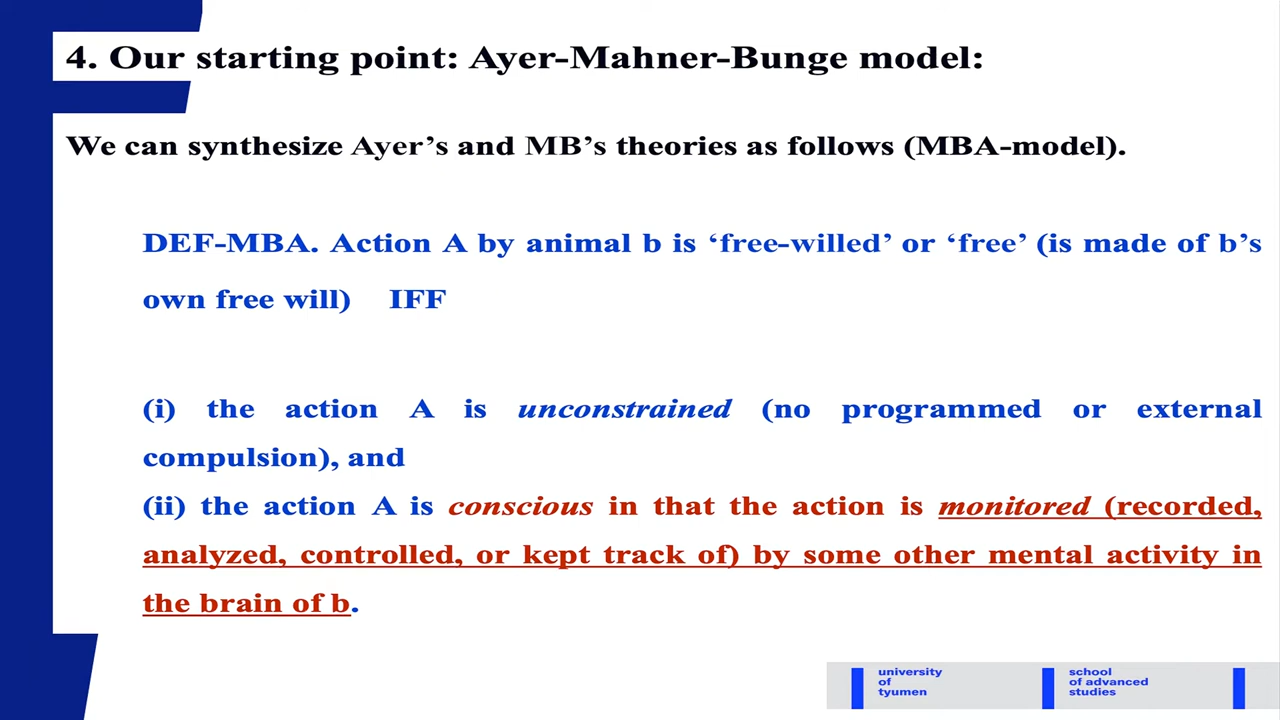 4. Our starting point: Ayer-Mahner-Bunge model:
We can synthesize Ayer’s and MB’s theories as follows (MBA-model).
DEF-MBA. Action A by animal b is ‘free-willed’ or ‘free’ (is made of b’s
own free will) IFF
(i) the action A is unconstrained (no programmed or external
compulsion), and
(ii) the action A is conscious in that the action is monitored (recorded,
analyzed, controlled, or kept track of) by some other mental activity in
the brain of b.
university
of
tyumen
school
of advanced
studies